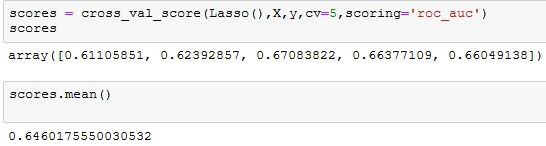 scores = cross_val_score(Lasso(),X,y,cv=5,scoring='roc_auc')
scores
array([0.61105851, 0.62392857, 0.67083822, 0.66377109, 0.66049138])
scores.mean()
0.6460175550030532